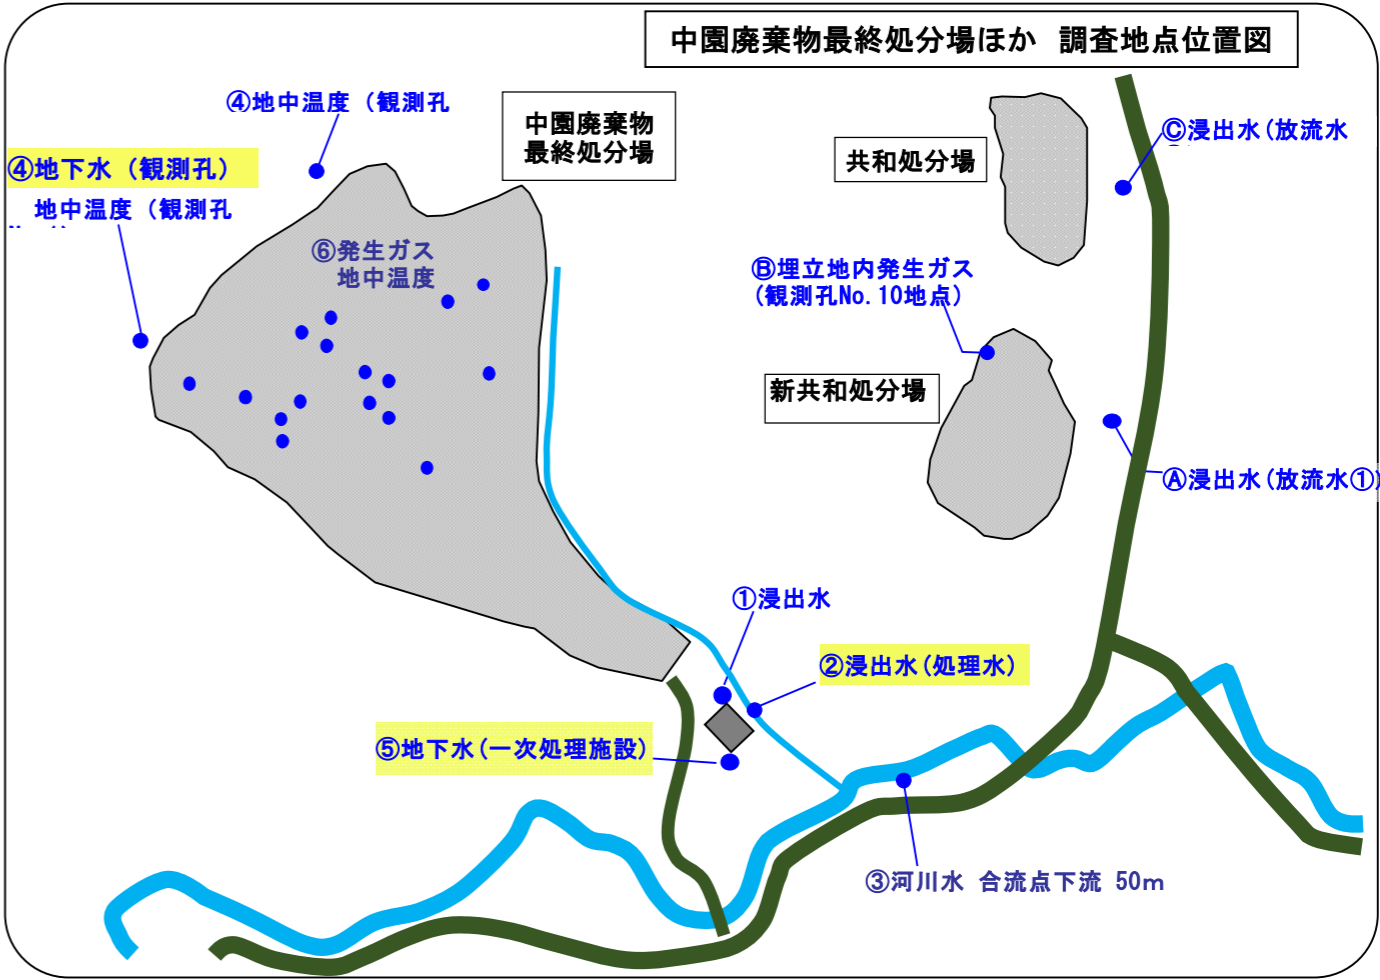 中園廃棄物最終処分場ほか 調査地点位置図
④地中温度（観測孔
中園廃棄物
最終処分場
④地下水（観測孔）
地中温度（観測孔
共和処分場
Ⓒ浸出水(放流水
⑥発生ガス
地中温度
Ⓑ埋立地内発生ガス
(観測孔No.10地点)
新共和処分場
Ⓐ浸出水(放流水①)
①浸出水
②浸出水(処理水)
⑤地下水(一次処理施設)
③河川水 合流点下流 50m